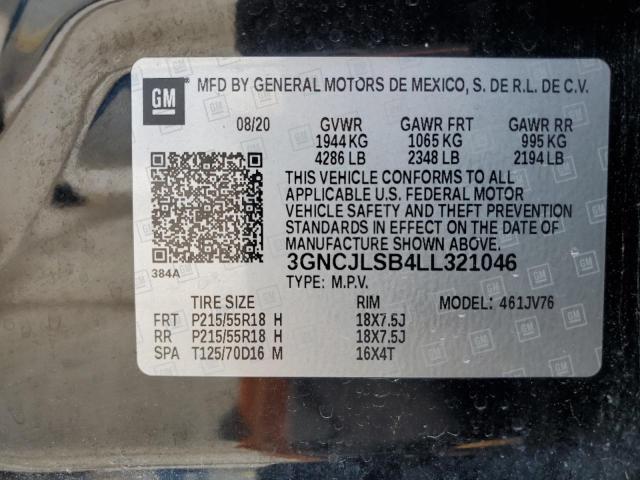 GM MFD BY GENERAL MOTORS DE MEXICO, S. DE R.L. DE C.V.
08/20 GVWR GAWR FRT GAWR RR
1944 KG 1065 KG 995 KG
4286 LB 2348 LB 2194 LB
THIS VEHICLE CONFORMS TO ALL
APPLICABLE U.S. FEDERAL MOTOR
VEHICLE SAFETY AND THEFT PREVENTION
STANDARDS IN EFFECT ON THE DATE OF
MANUFACTURE SHOWN ABOVE.
384A
3GNCJLSB4LL321046
TYPE: M.P.V.
TIRE SIZE RIM MODEL: 461JV76
FRT P215/55R18 H 18X7.5J
RR P215/55R18 H 18X7.5J
SPA T125/70D16 M 16X4T